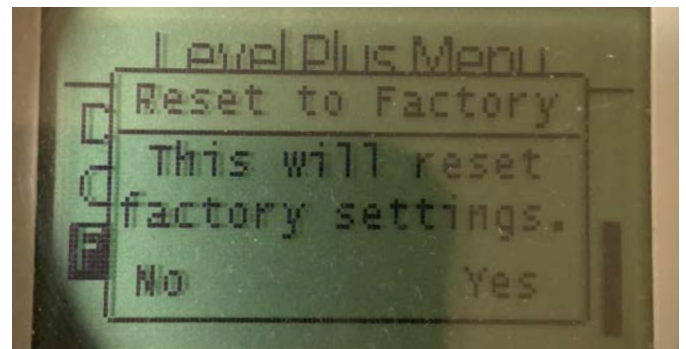 Level Plus Menu
Reset to Factory
This will reset
factory settings.
No Yes